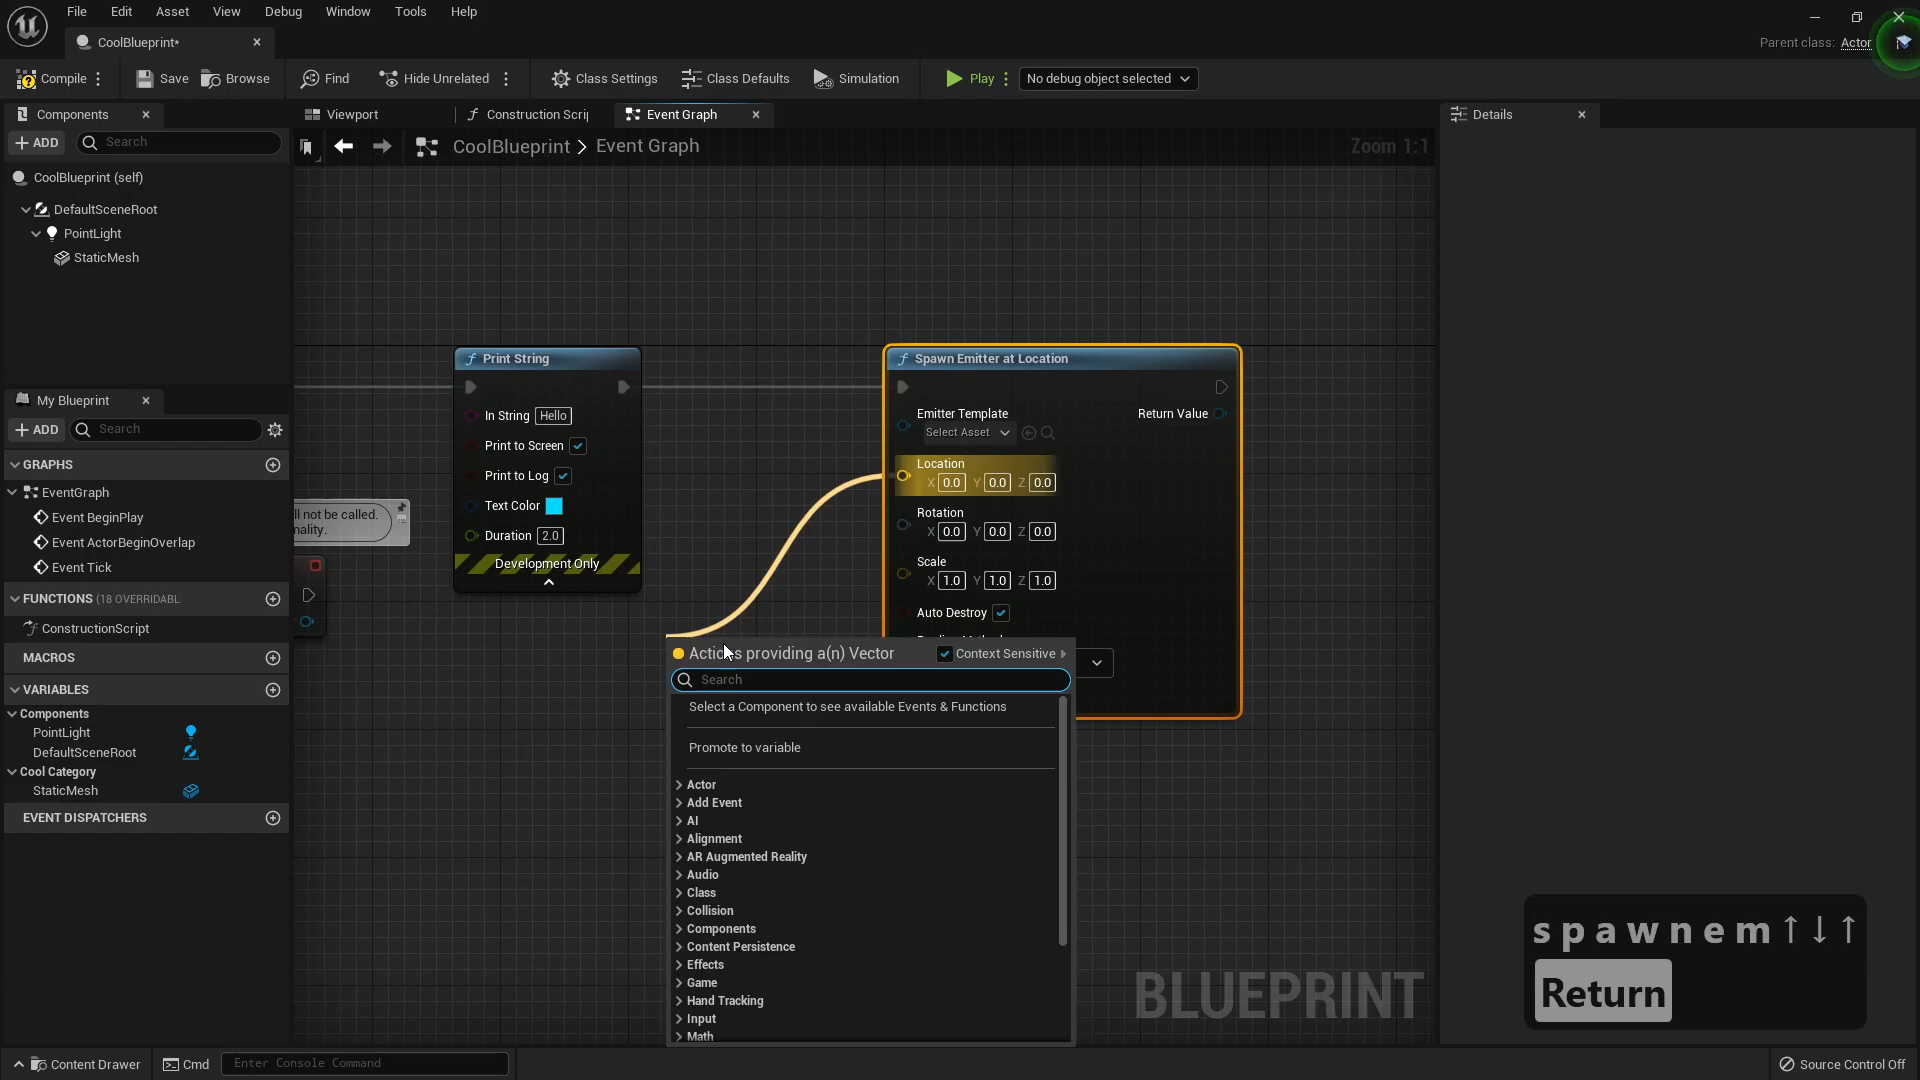 File Edit Asset View Debug Window Tools Help
CoolBlueprint*
Parent class: Actor
Compile Save Browse Find Hide Unrelated Class Settings Class Defaults Simulation Play No debug object selected
Components
Viewport
Construction Scrip
Event Graph
Details
ADD Search
CoolBlueprint > Event Graph
Zoom 1:1
CoolBlueprint (self)
DefaultSceneRoot
PointLight
StaticMesh
My Blueprint
ADD Search
GRAPHS
EventGraph
Event BeginPlay
Event ActorBeginOverlap
Event Tick
FUNCTIONS (18 OVERRIDABL
ConstructionScript
MACROS
VARIABLES
Components
PointLight
DefaultSceneRoot
Cool Category
StaticMesh
EVENT DISPATCHERS
ll not be called.
nality.
Print String
In String Hello
Print to Screen
Print to Log
Text Color
Duration 2.0
Development Only
Spawn Emitter at Location
Emitter Template
Select Asset
Return Value
Location
X 0.0 Y 0.0 Z 0.0
Rotation
X 0.0 Y 0.0 Z 0.0
Scale
X 1.0 Y 1.0 Z 1.0
Auto Destroy
Actions providing a(n) Vector
Context Sensitive
Search
Select a Component to see available Events & Functions
Promote to variable
Actor
Add Event
AI
Alignment
AR Augmented Reality
Audio
Class
Collision
Components
Content Persistence
Effects
Game
Hand Tracking
Input
Math
BLUEPRINT
spawnem↑↓↑
Return
Content Drawer
Cmd
Enter Console Command
Source Control Off